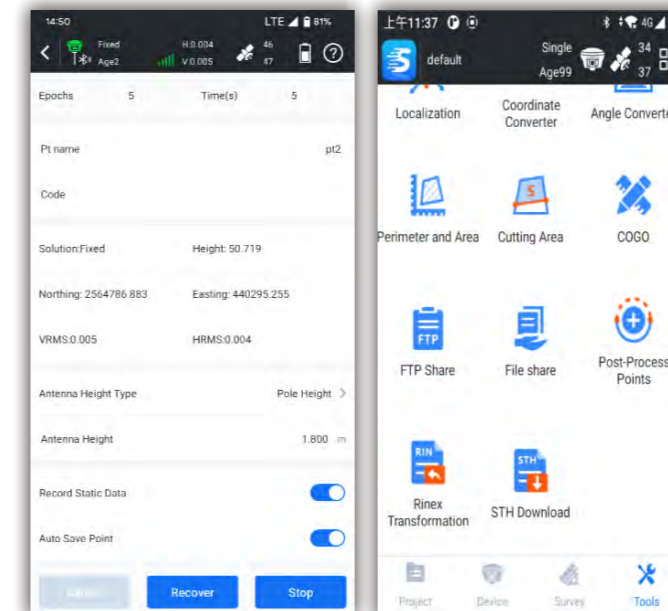 14:50
LTE 81%
Fixed
H:0.004
46
Age2
V:0.005
47
Epochs 5 Time(s) 5
Pt name pt2
Code
Solution:Fixed Height: 50.719
Northing: 2564786.883 Easting: 440295.255
VRMS:0.005 HRMS:0.004
Antenna Height Type Pole Height >
Antenna Height 1.800 m
Record Static Data
Auto Save Point
Recover Stop
上午11:37 4G
default
Single
34
Age99
37
Localization
Coordinate
Converter
Angle Converte
Perimeter and Area
Cutting Area
COGO
FTP
FTP Share
File share
Post-Process
Points
RIN
STH
Rinex
Transformation
STH Download
Project Device Survey Tools